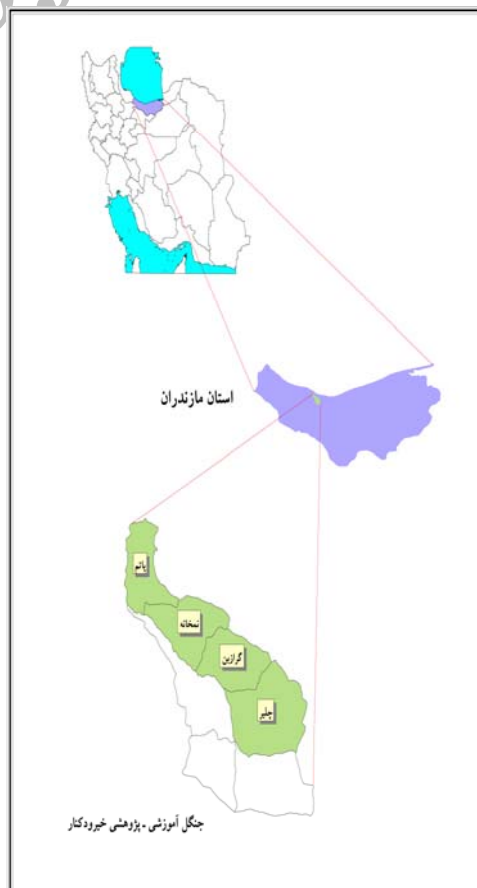 استان مازندران
پاتم
نمخانه
گرازبن
چلیر
جنگل آموزشی - پژوهشی خیرودکنار